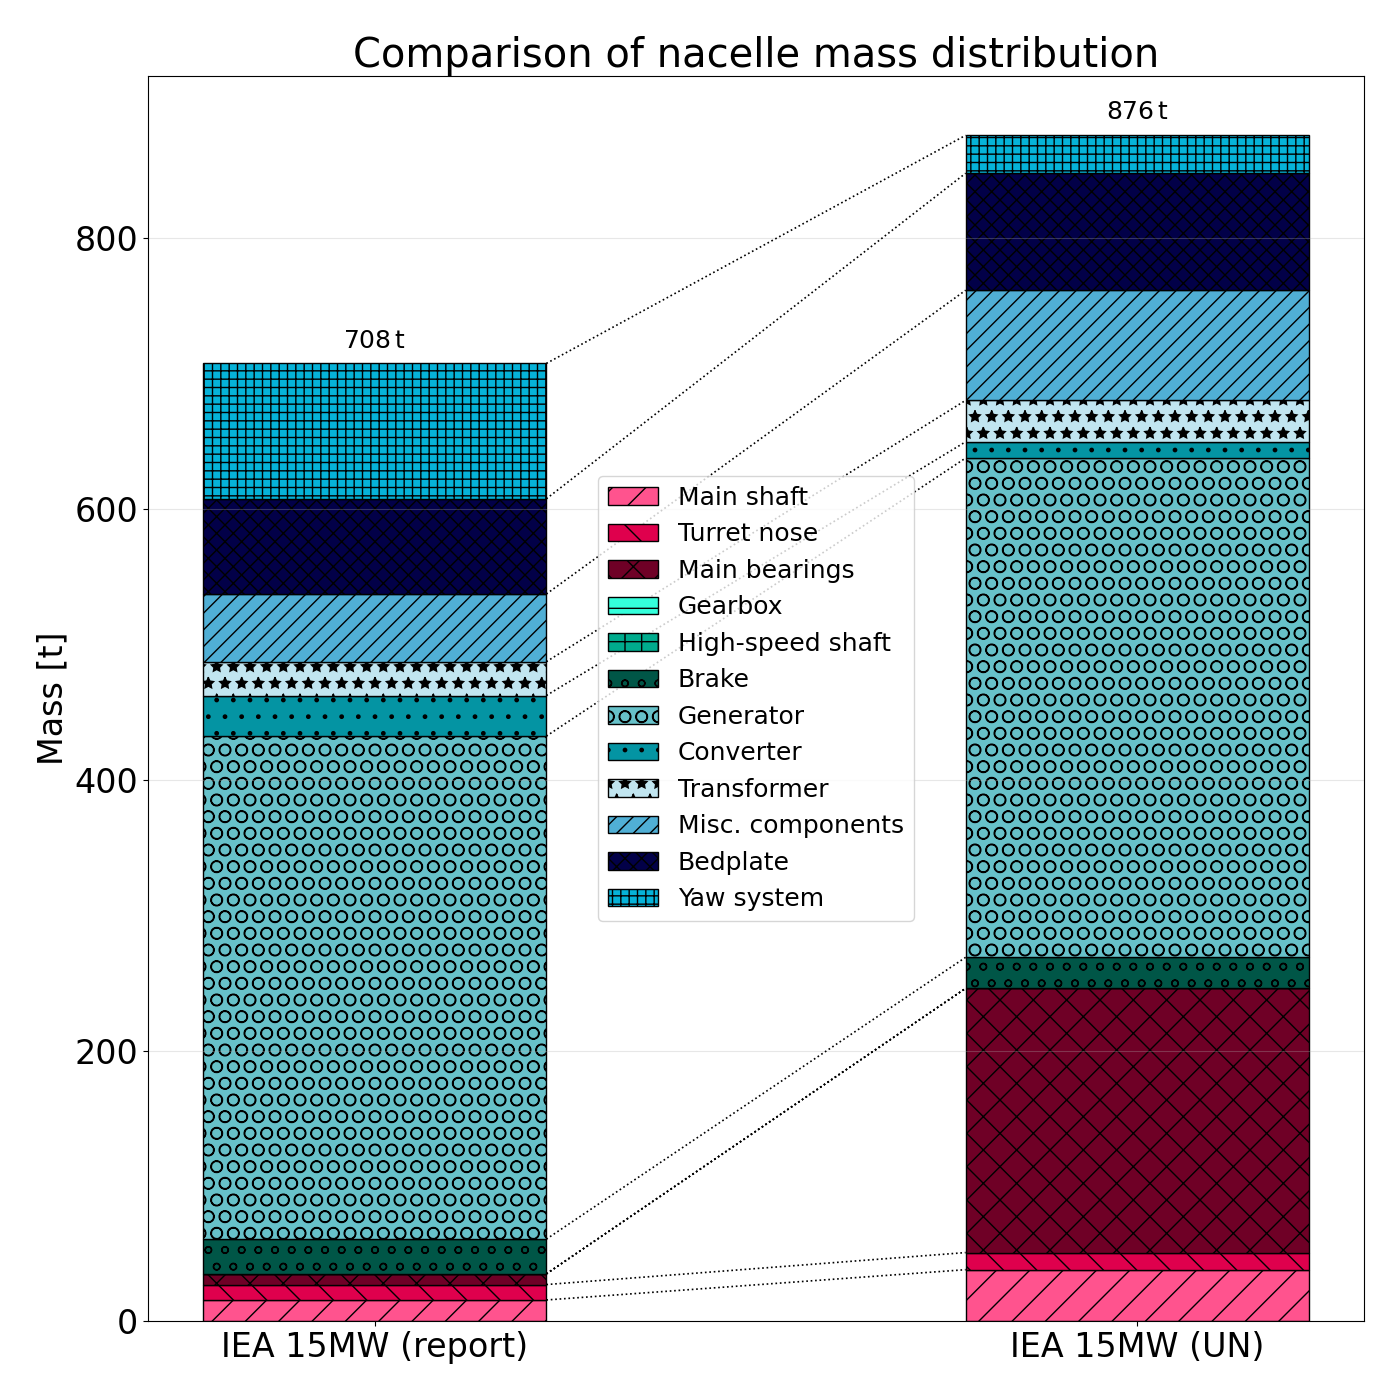 Comparison of nacelle mass distribution
876 t
708 t
800
600
400
200
0
Mass [t]
Main shaft
Turret nose
Main bearings
Gearbox
High-speed shaft
Brake
Generator
Converter
Transformer
Misc. components
Bedplate
Yaw system
IEA 15MW (report)
IEA 15MW (UN)